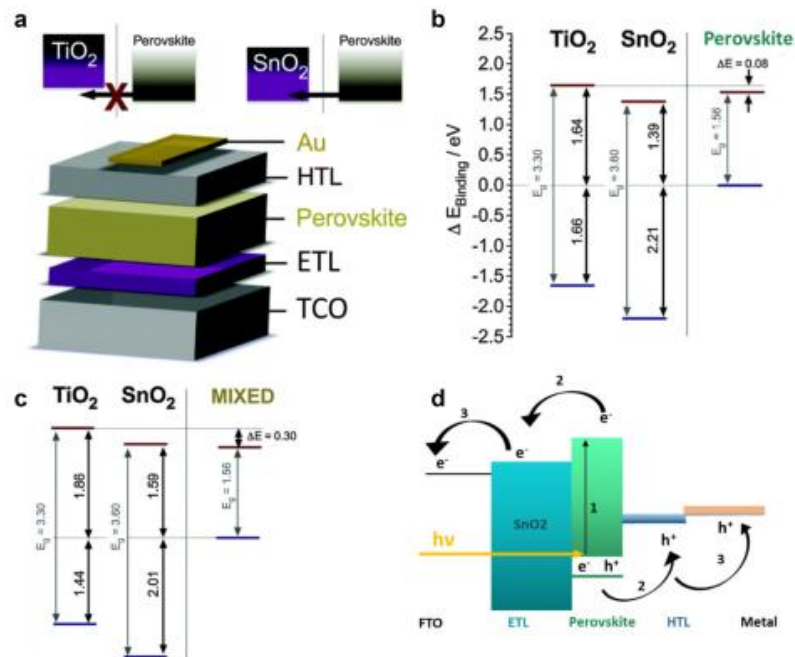 a
TiO2
Perovskite
X
SnO2
Perovskite
Au
HTL
Perovskite
ETL
TCO
b
TiO2 SnO2 Perovskite
Δ EBinding / eV
2.5
2.0
1.5
1.0
0.5
0.0
-0.5
-1.0
-1.5
-2.0
-2.5
Eg = 3.30
1.64
1.66
Eg = 3.60
1.39
2.21
ΔE = 0.08
Eg = 1.56
c
TiO2 SnO2 MIXED
Eg = 3.30
1.86
1.44
Eg = 3.60
1.59
2.01
ΔE = 0.30
Eg = 1.56
d
2
3
e-
e-
e-
1
SnO2
hν
e- h+
h+
h+
2
3
FTO ETL Perovskite HTL Metal